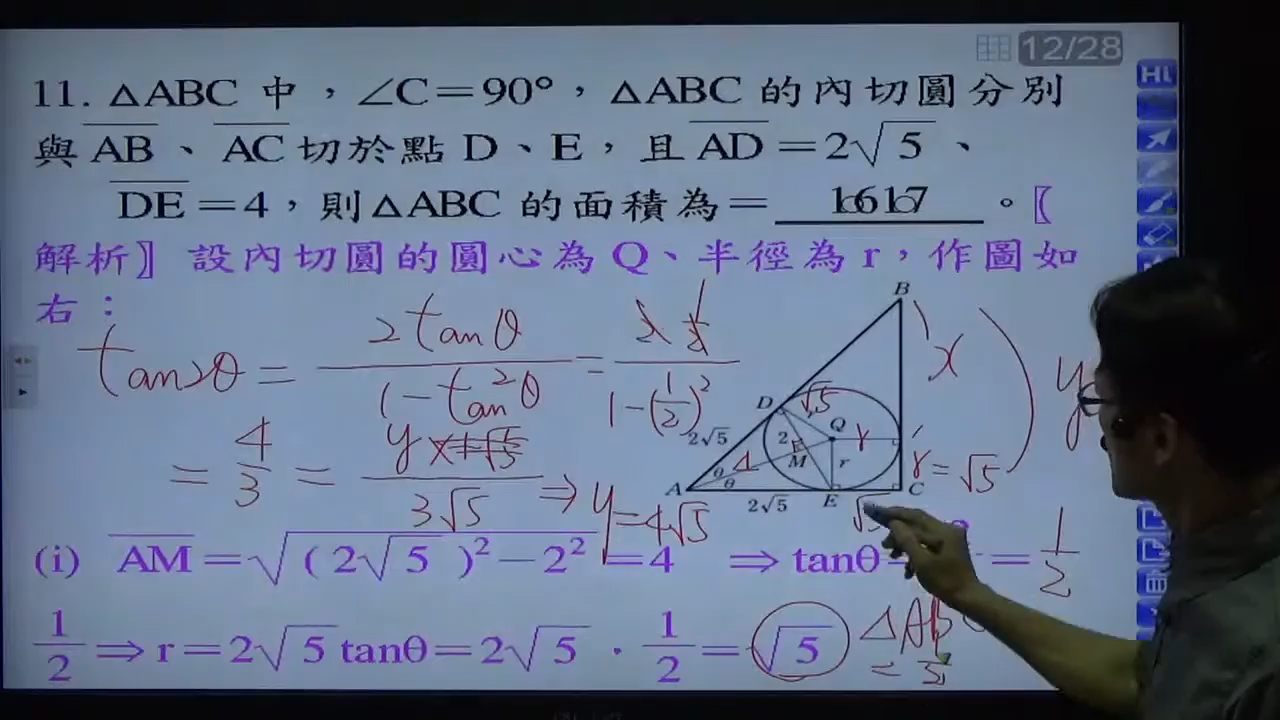 12/28
HL
11. △ABC 中，∠C＝90°，△ABC 的內切圓分別
與 AB、AC 切於點 D、E，且 AD＝2√5、
DE＝4，則△ABC 的面積為＝ 。〖
解析〗設內切圓的圓心為 Q、半徑為 r，作圖如
右：
tan2θ = 2tanθ / (1−tan²θ) =
1−(1/2)²
= 4/3 = y / 3√5 ⇒ y=4√5
B
x
y
D
√5
2√5
Q
2
r
M
4
r
r=√5
θ
θ
A
E
C
2√5
√5
(i) AM＝√(2√5)²−2²＝4 ⇒ tanθ = 1/2
1/2 ⇒ r＝2√5 tanθ＝2√5．1/2＝√5
△ABC
=